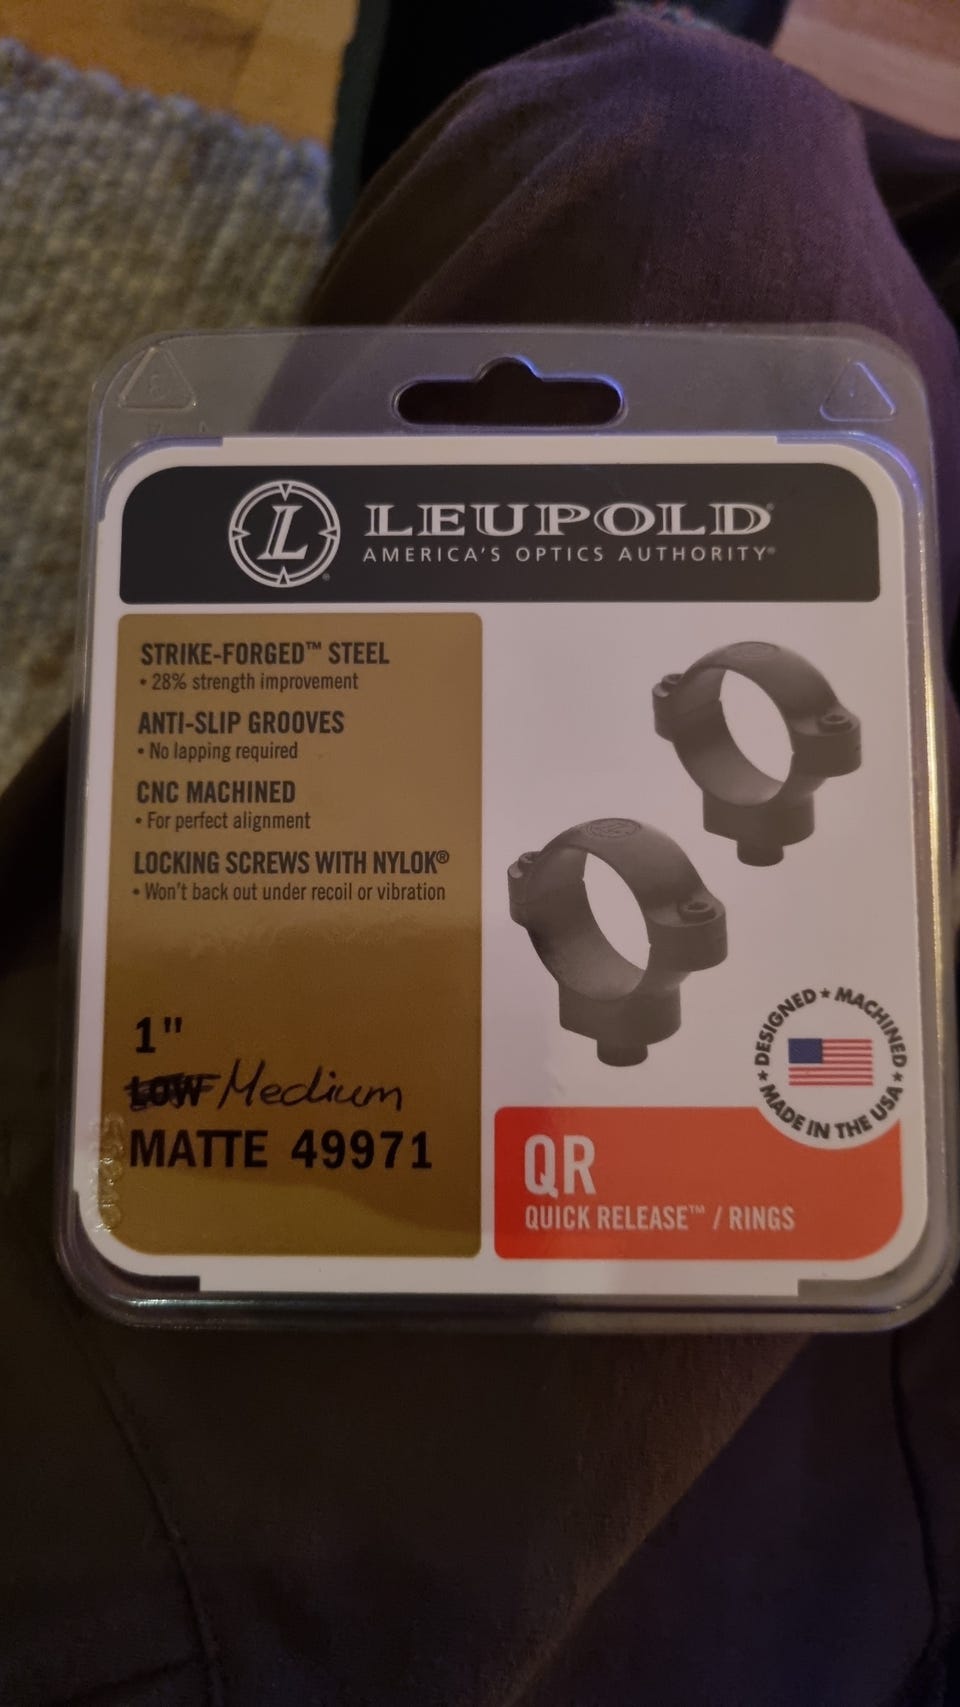 L
LEUPOLD®
AMERICA'S OPTICS AUTHORITY®
STRIKE-FORGED™ STEEL
• 28% strength improvement
ANTI-SLIP GROOVES
• No lapping required
CNC MACHINED
• For perfect alignment
LOCKING SCREWS WITH NYLOK®
• Won't back out under recoil or vibration
1"
LOW Medium
MATTE 49971
DESIGNED ★ MACHINED ★ MADE IN THE USA ★
QR
QUICK RELEASE™ / RINGS